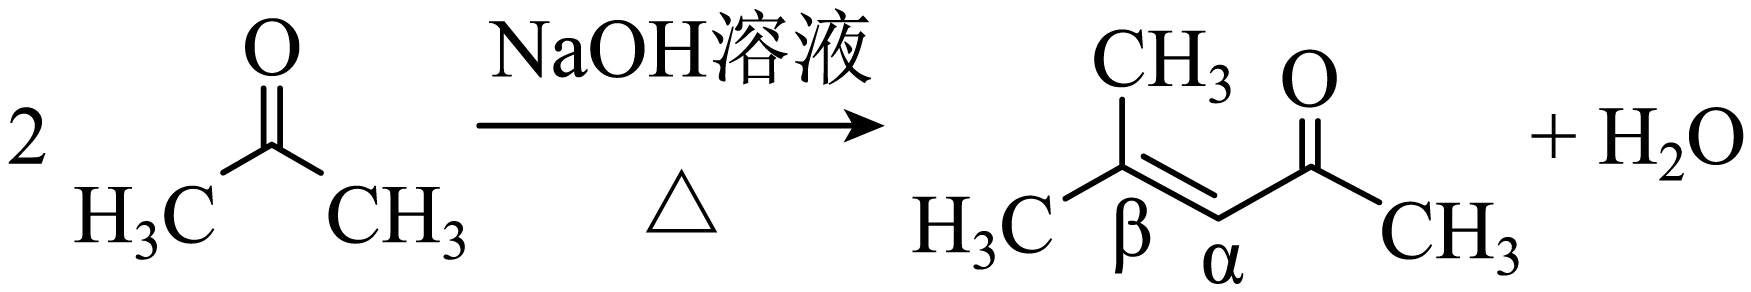 2 H₃C O CH₃ NaOH溶液 △ H₃C CH₃ β α O CH₃ + H₂O